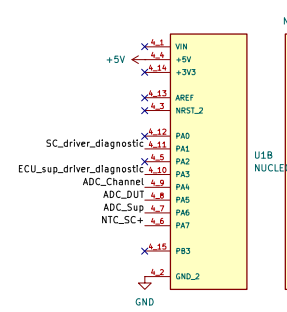 N
4_1 VIN
+5V 4_4 +5V
4_14 +3V3
4_13 AREF
4_3 NRST_2
4_12 PA0
SC_driver_diagnostic 4_11 PA1
4_5 PA2
ECU_sup_driver_diagnostic 4_10 PA3
ADC_Channel 4_9 PA4
ADC_DUT 4_8 PA5
ADC_Sup 4_7 PA6
NTC_SC+ 4_6 PA7
U1B
NUCLE
4_15 PB3
4_2 GND_2
GND